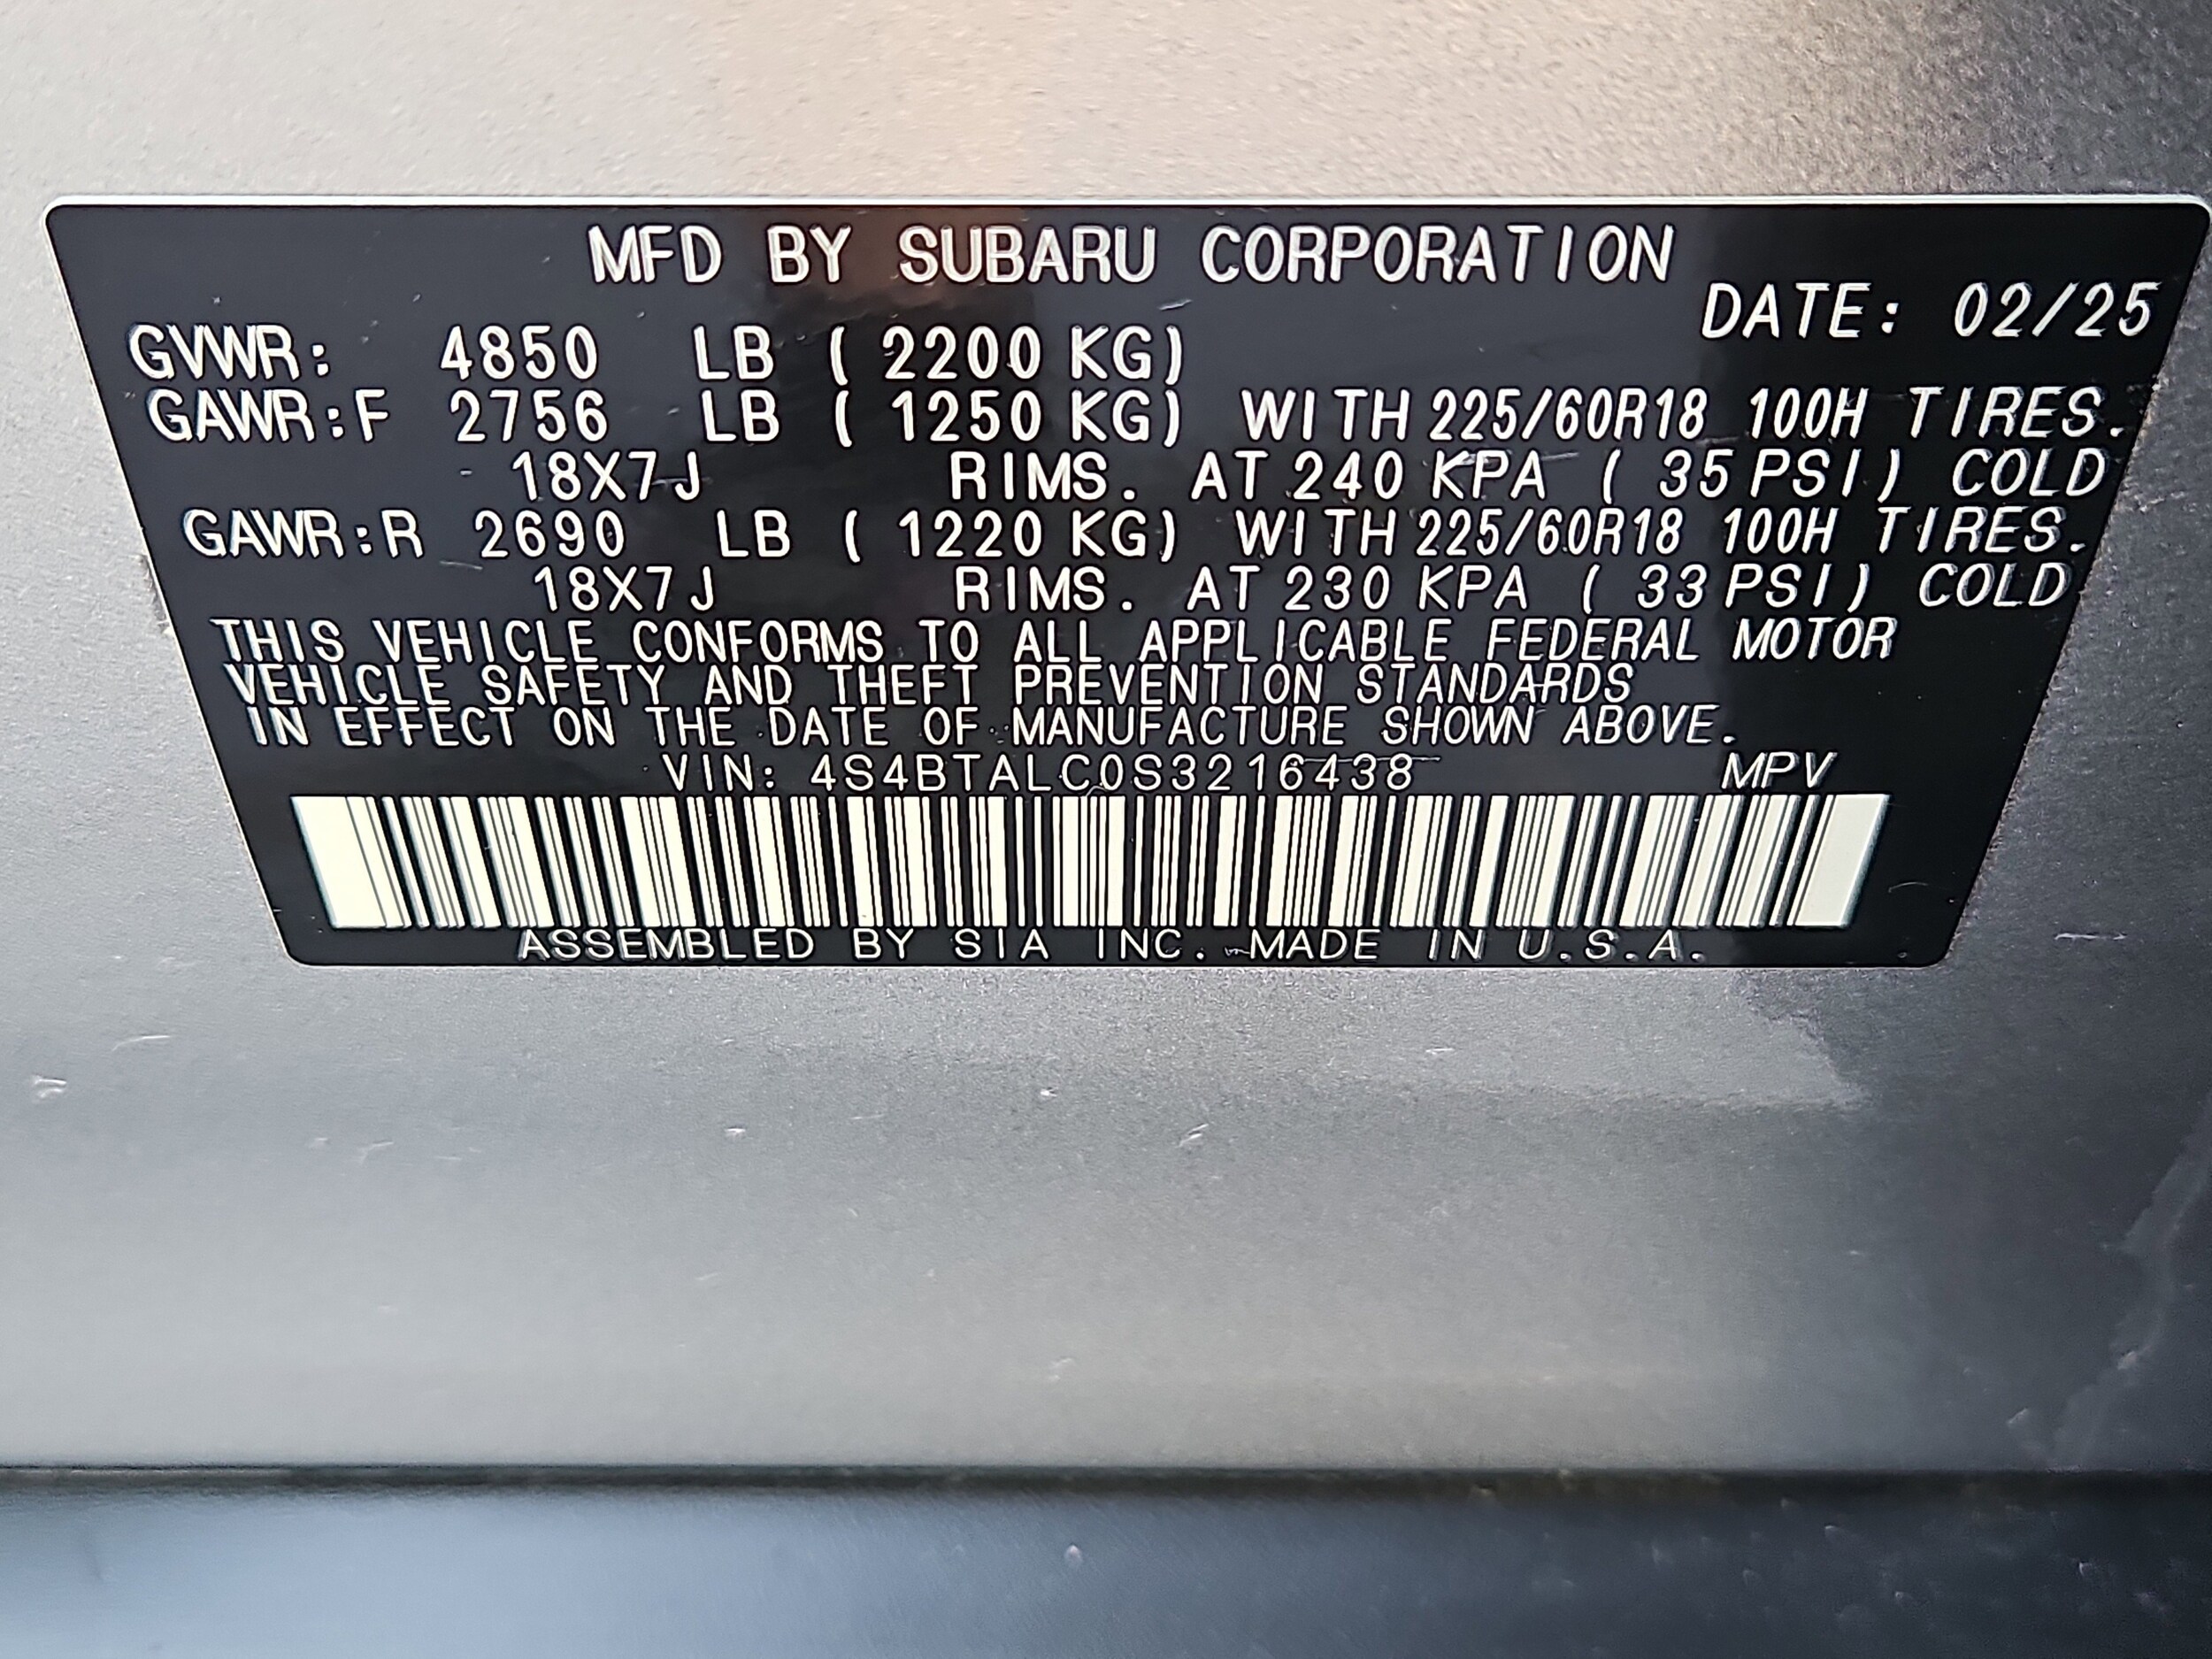 MFD BY SUBARU CORPORATION
DATE: 02/25
GVWR: 4850 LB ( 2200 KG)
GAWR:F 2756 LB ( 1250 KG) WITH 225/60R18 100H TIRES.
18X7J RIMS. AT 240 KPA ( 35 PSI) COLD
GAWR:R 2690 LB ( 1220 KG) WITH 225/60R18 100H TIRES.
18X7J RIMS. AT 230 KPA ( 33 PSI) COLD
THIS VEHICLE CONFORMS TO ALL APPLICABLE FEDERAL MOTOR
VEHICLE SAFETY AND THEFT PREVENTION STANDARDS
IN EFFECT ON THE DATE OF MANUFACTURE SHOWN ABOVE.
VIN: 4S4BTALC0S3216438 MPV
ASSEMBLED BY SIA INC. MADE IN U.S.A.